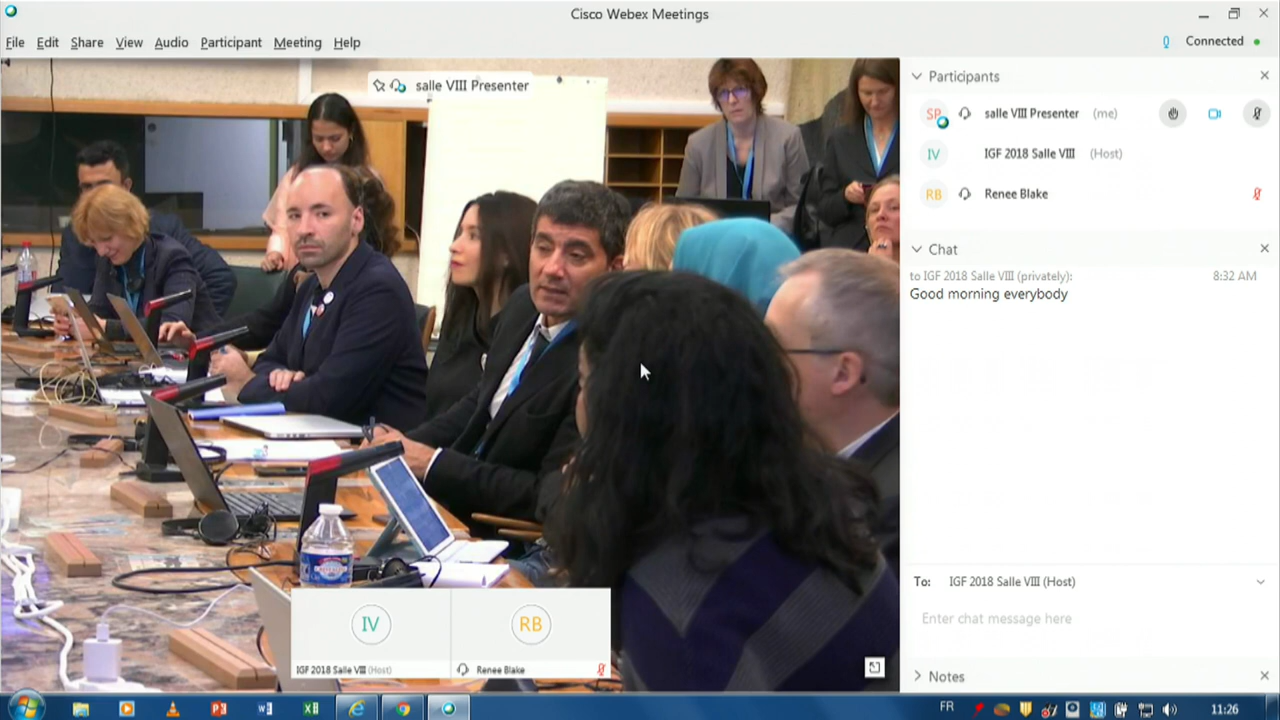 Cisco Webex Meetings
File Edit Share View Audio Participant Meeting Help
Connected
salle VIII Presenter
Participants
SP salle VIII Presenter (me)
IV IGF 2018 Salle VIII (Host)
RB Renee Blake
Chat
to IGF 2018 Salle VIII (privately): 8:32 AM
Good morning everybody
To: IGF 2018 Salle VIII (Host)
Enter chat message here
Notes
IV
RB
IGF 2018 Salle VIII (Host)
Renee Blake
FR
11:26